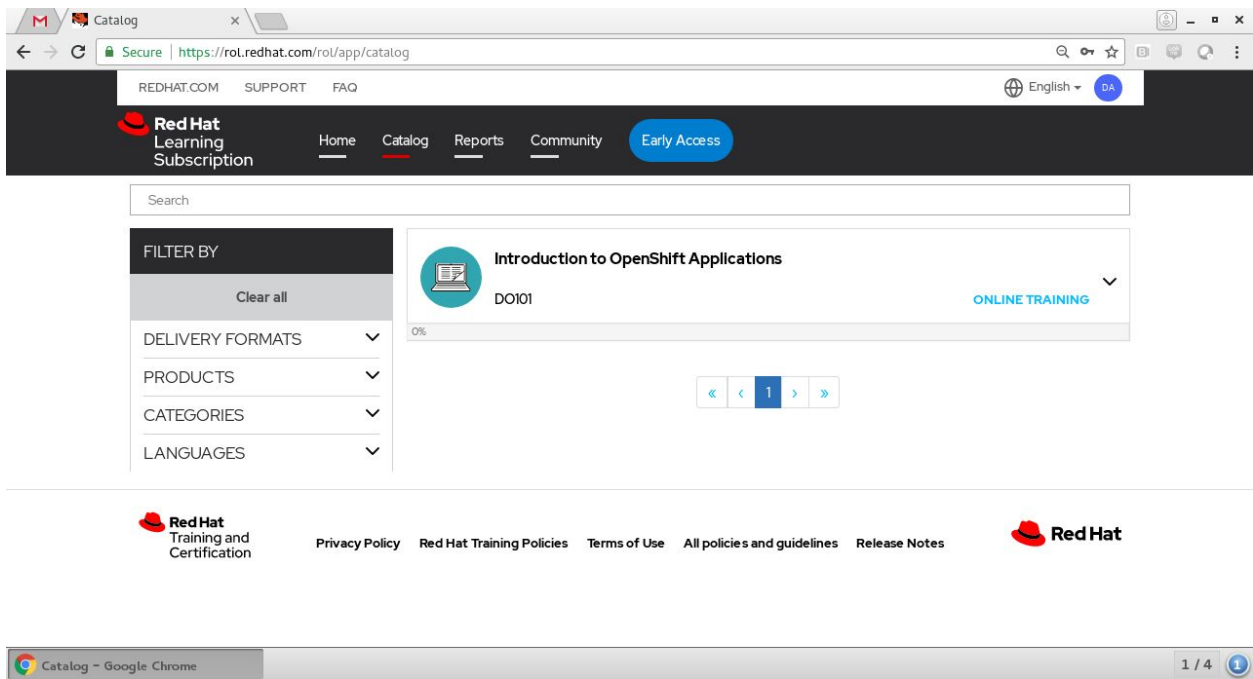 Catalog
Secure | https://rol.redhat.com/rol/app/catalog
REDHAT.COM SUPPORT FAQ English DA
Red Hat
Learning
Subscription
Home Catalog Reports Community Early Access
Search
FILTER BY
Clear all
DELIVERY FORMATS
PRODUCTS
CATEGORIES
LANGUAGES
Introduction to OpenShift Applications
DO101
ONLINE TRAINING
0%
« ‹ 1 › »
Red Hat
Training and
Certification
Privacy Policy Red Hat Training Policies Terms of Use All policies and guidelines Release Notes
Red Hat
Catalog - Google Chrome 1 / 4 1